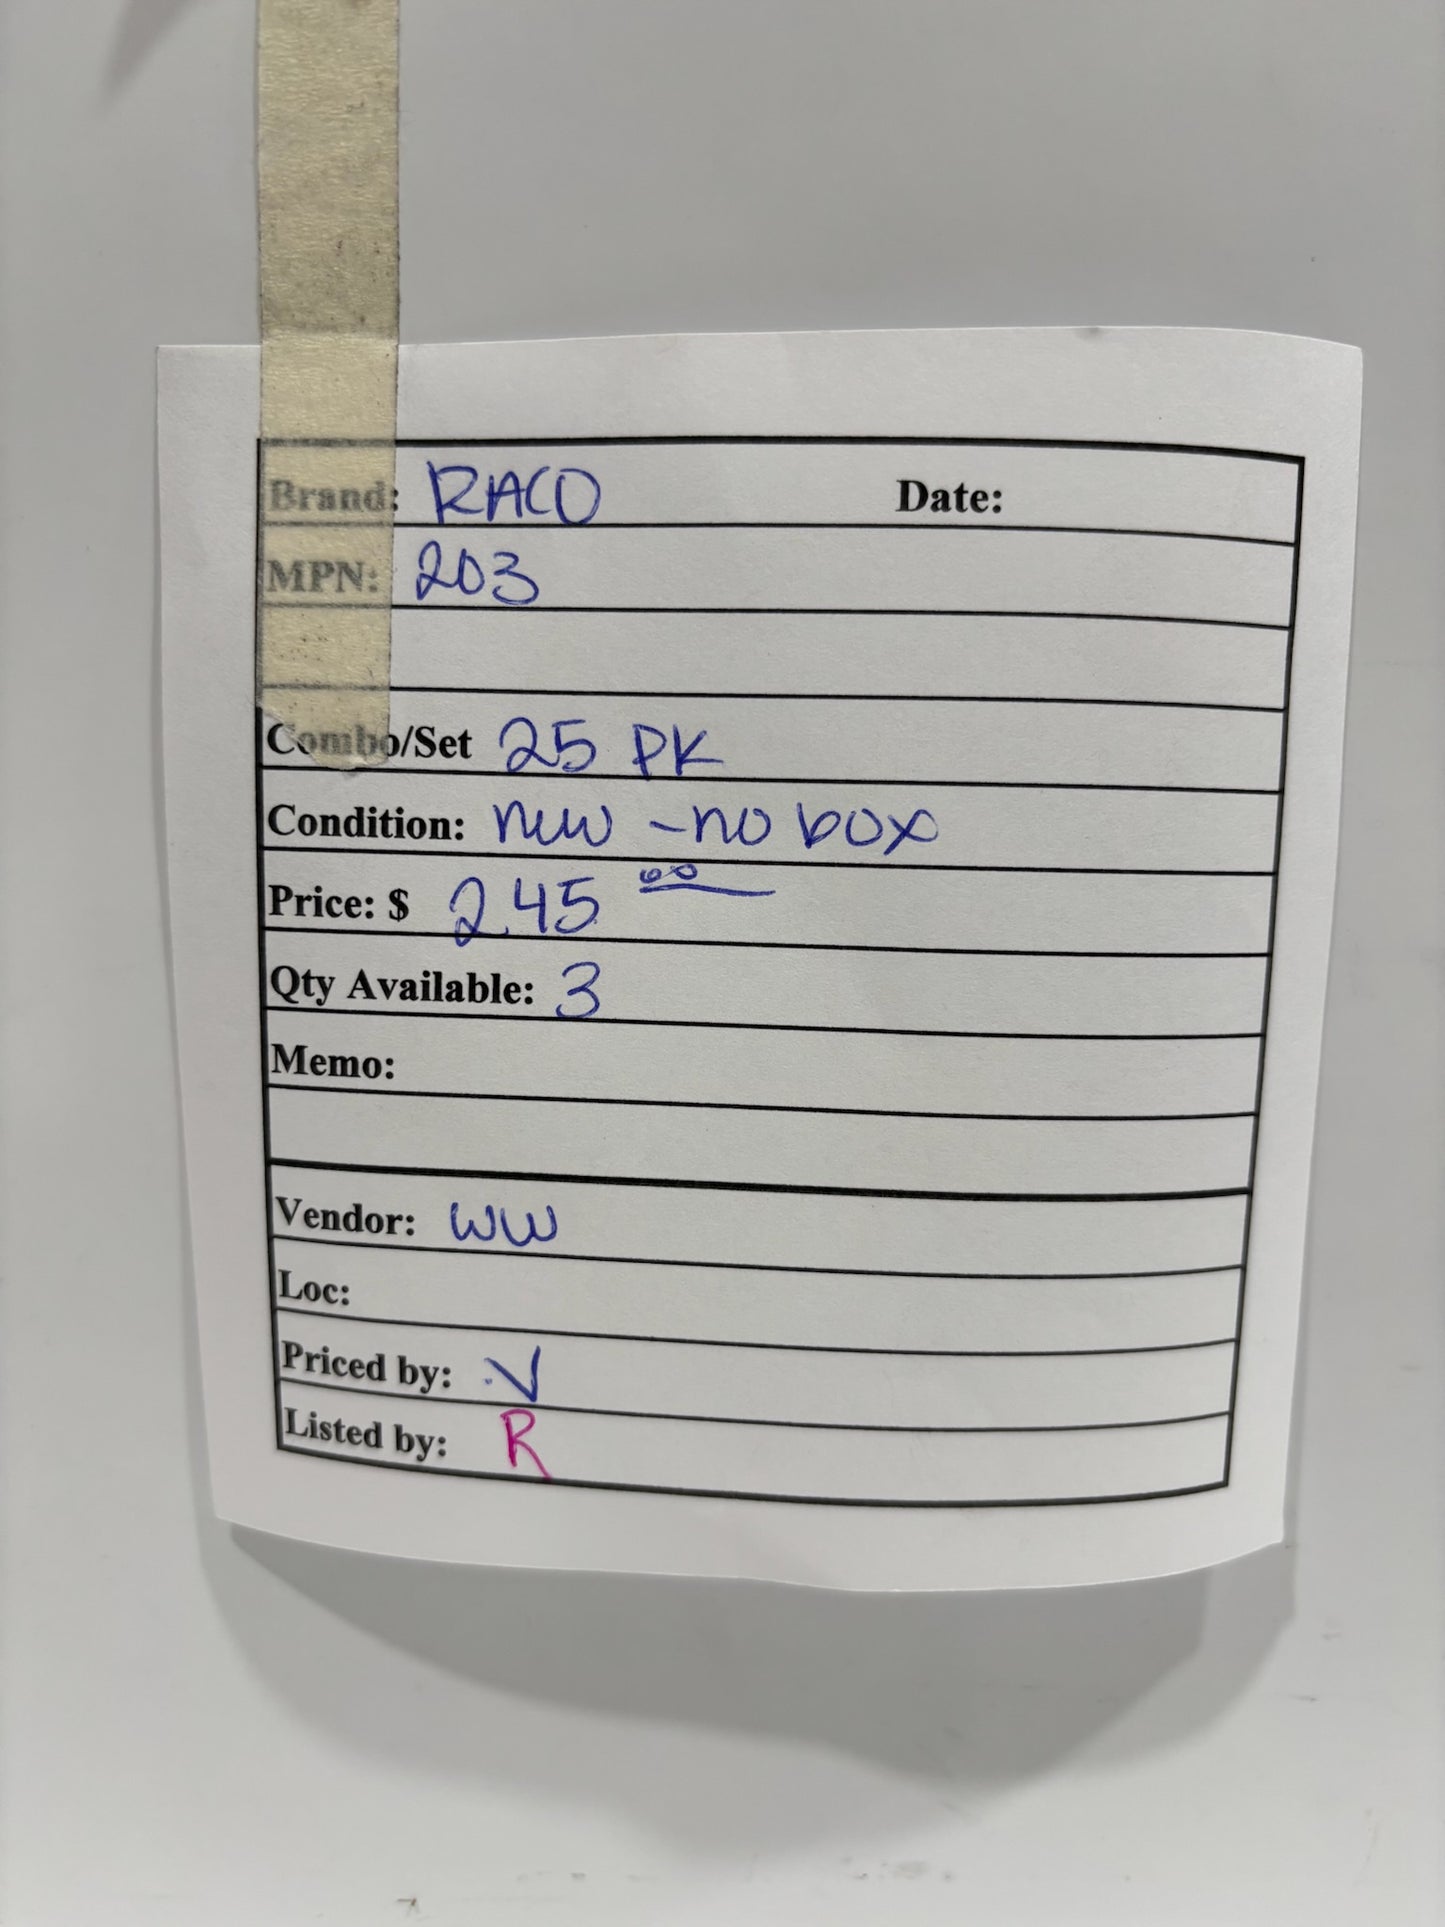 Brand: RACO Date:
MPN: 203
Combo/Set 25 PK
Condition: new - no box
Price: $ 245 00
Qty Available: 3
Memo:
Vendor: WW
Loc:
Priced by: V
Listed by: R